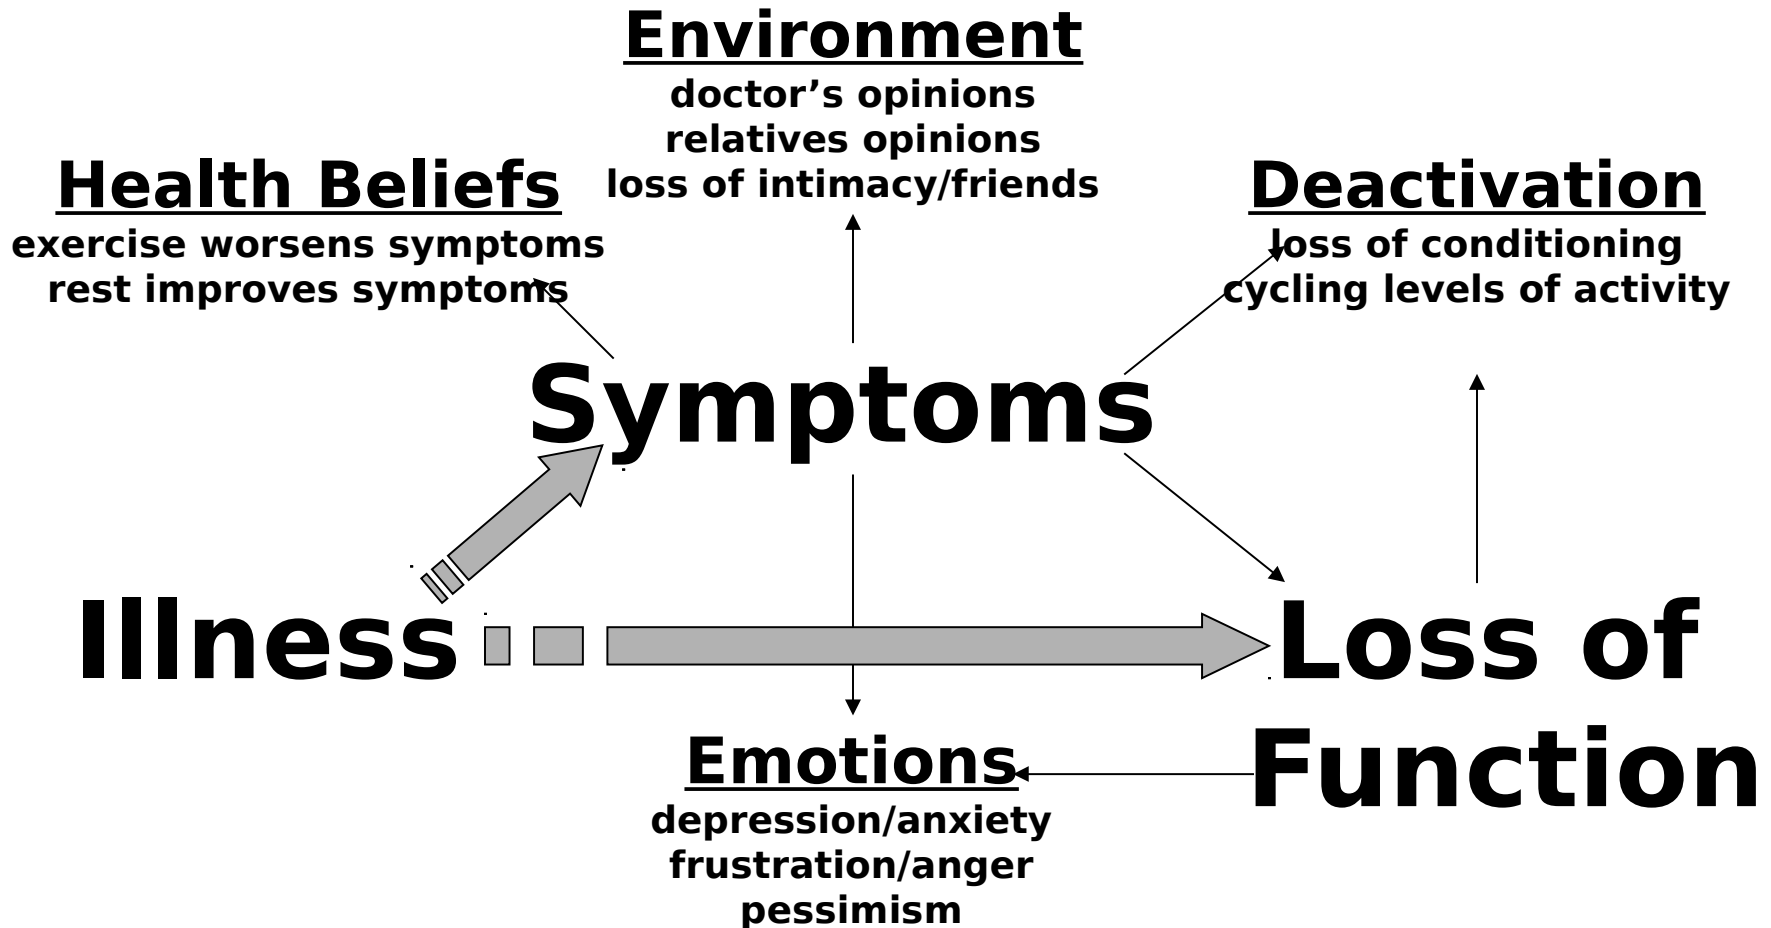 Environment
doctor’s opinions
relatives opinions
loss of intimacy/friends
Health Beliefs
exercise worsens symptoms
rest improves symptoms
Deactivation
loss of conditioning
cycling levels of activity
Symptoms
Illness
Loss of
Function
Emotions
depression/anxiety
frustration/anger
pessimism